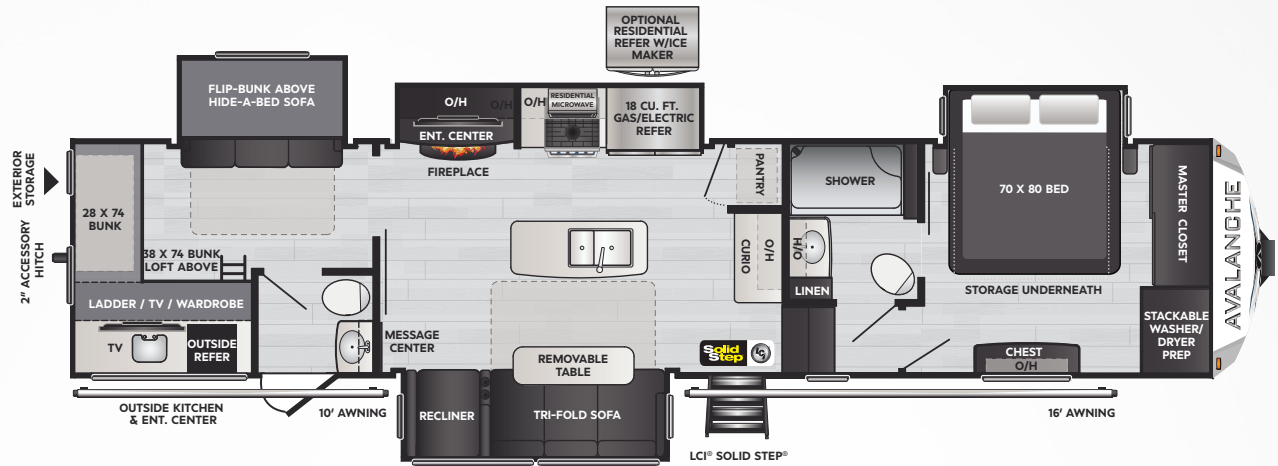 OPTIONAL
RESIDENTIAL
REFER W/ICE
MAKER
FLIP-BUNK ABOVE
HIDE-A-BED SOFA
O/H
O/H
O/H
RESIDENTIAL
MICROWAVE
18 CU. FT.
GAS/ELECTRIC
REFER
ENT. CENTER
FIREPLACE
EXTERIOR
STORAGE
2" ACCESSORY
HITCH
28 X 74
BUNK
38 X 74 BUNK
LOFT ABOVE
LADDER / TV / WARDROBE
TV
OUTSIDE
REFER
OUTSIDE KITCHEN
& ENT. CENTER
10' AWNING
MESSAGE
CENTER
RECLINER
REMOVABLE
TABLE
TRI-FOLD SOFA
PANTRY
CURIO
O/H
Solid
Step
LCI
LCI® SOLID STEP®
SHOWER
O/H
LINEN
70 X 80 BED
STORAGE UNDERNEATH
CHEST
O/H
16' AWNING
MASTER CLOSET
STACKABLE
WASHER/
DRYER
PREP
AVALANCHE